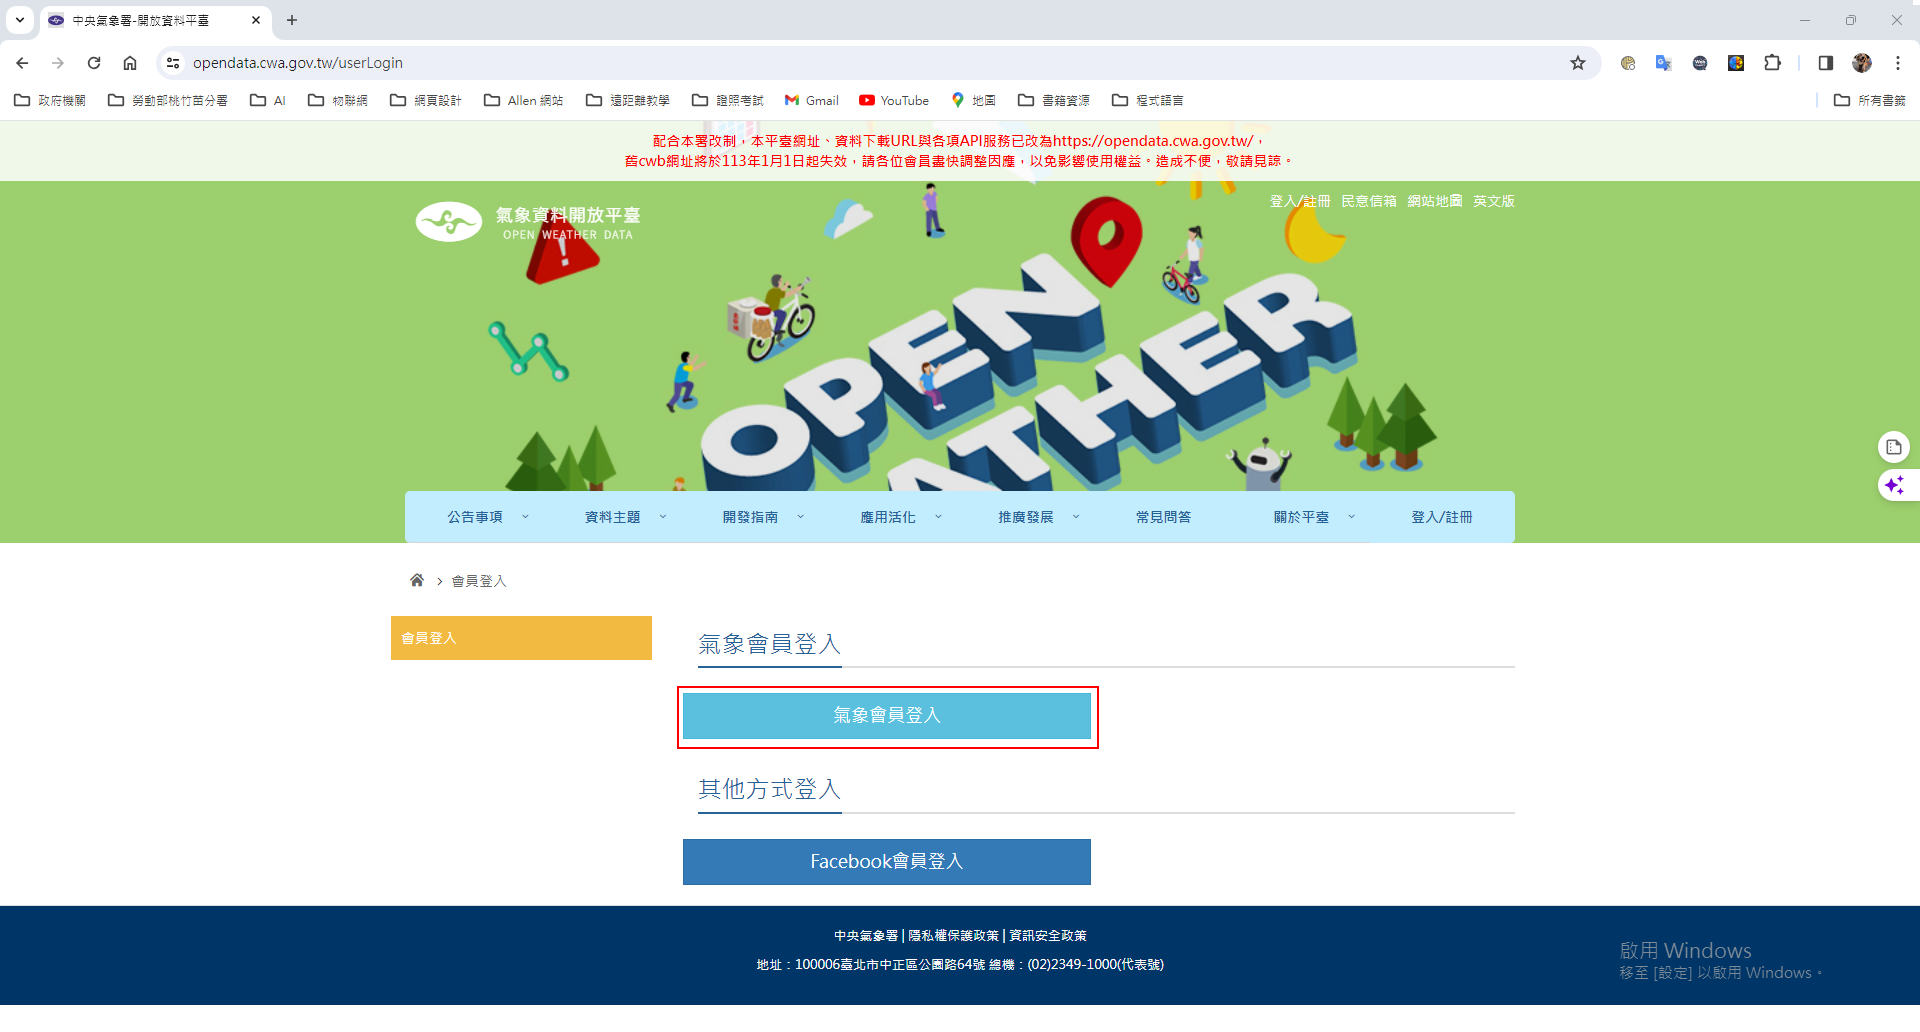 中央氣象署-開放資料平臺
opendata.cwa.gov.tw/userLogin
政府機關 勞動部桃竹苗分署 AI 物聯網 網頁設計 Allen 網站 遠距離教學 證照考試 Gmail YouTube 地圖 書籍資源 程式語言 所有書籤
配合本署改制，本平臺網址、資料下載URL與各項API服務已改為https://opendata.cwa.gov.tw/，
舊cwb網址將於113年1月1日起失效，請各位會員盡快調整因應，以免影響使用權益。造成不便，敬請見諒。
登入/註冊 民意信箱 網站地圖 英文版
氣象資料開放平臺
OPEN WEATHER DATA
OPEN
ATHER
公告事項 資料主題 開發指南 應用活化 推廣發展 常見問答 關於平臺 登入/註冊
會員登入
會員登入
氣象會員登入
氣象會員登入
其他方式登入
Facebook會員登入
中央氣象署 | 隱私權保護政策 | 資訊安全政策
地址：100006臺北市中正區公園路64號 總機：(02)2349-1000(代表號)
啟用 Windows
移至 [設定] 以啟用 Windows。